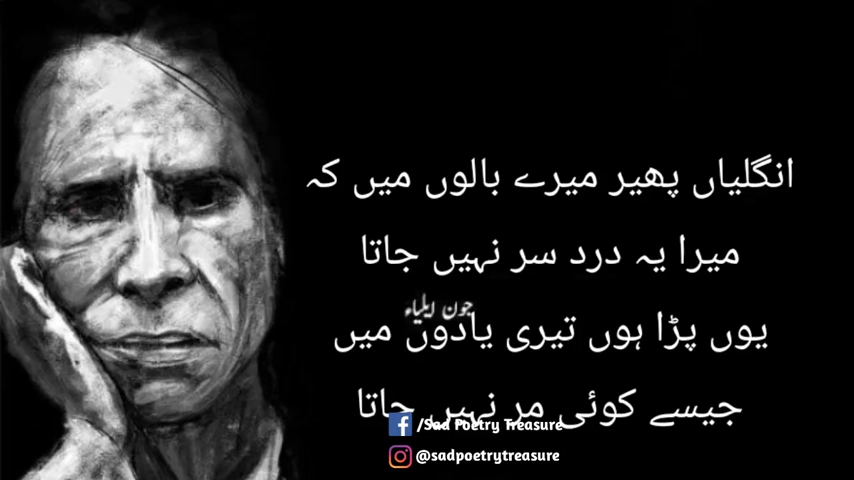 انگلیاں پھیر میرے بالوں میں کہ
میرا یہ درد سر نہیں جاتا
جون ایلیاء
یوں پڑا ہوں تیری یادوں میں
جیسے کوئی مر نہیں جاتا
/Sad Poetry Treasure
@sadpoetrytreasure